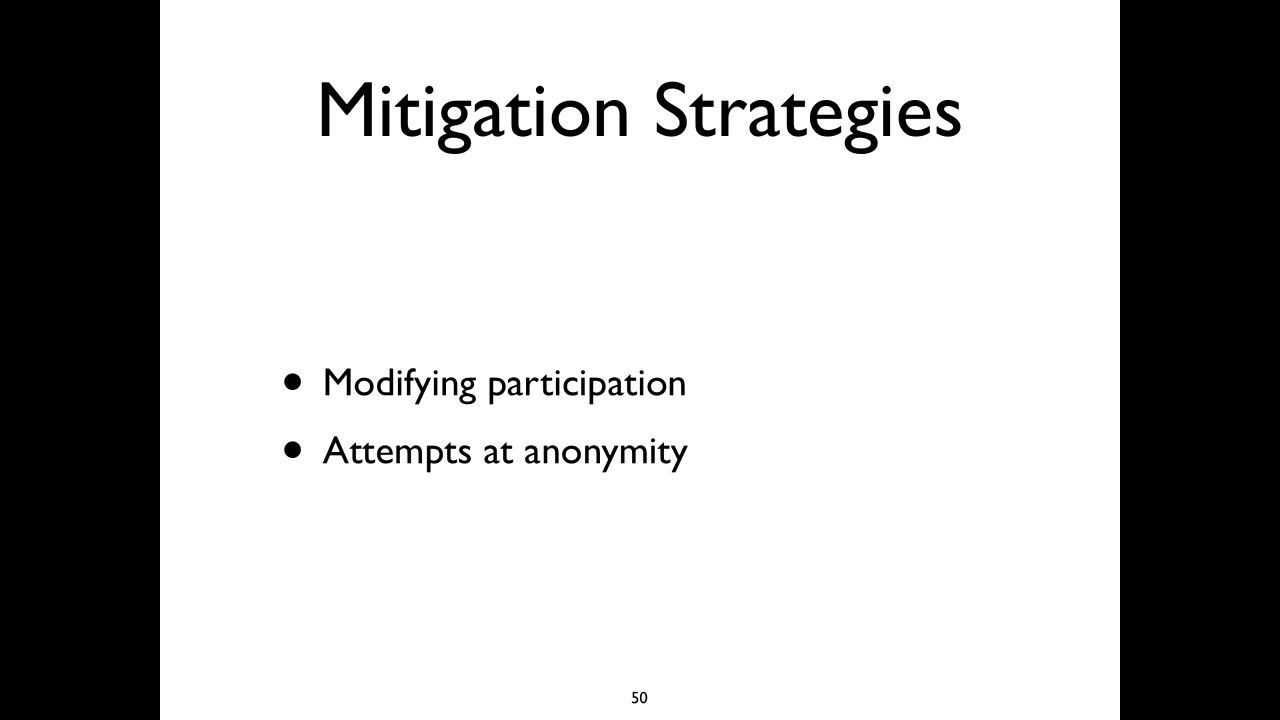 Mitigation Strategies
• Modifying participation
• Attempts at anonymity
50